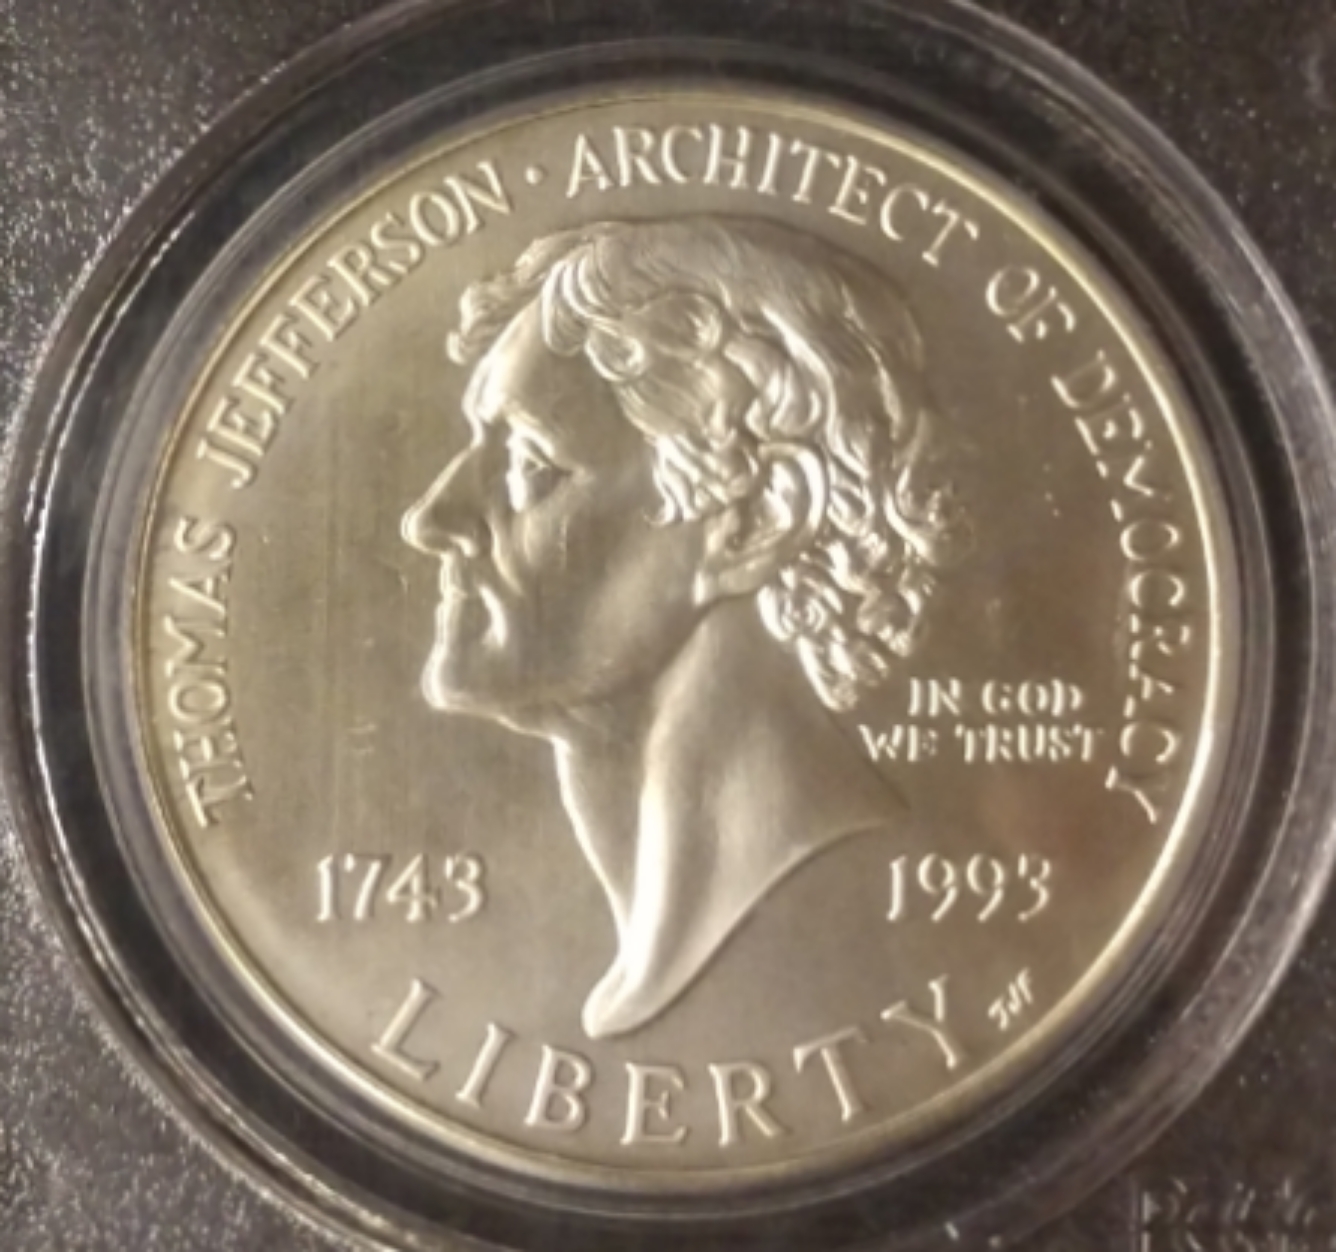 THOMAS JEFFERSON · ARCHITECT OF DEMOCRACY
IN GOD
WE TRUST
1743 1993
LIBERTY